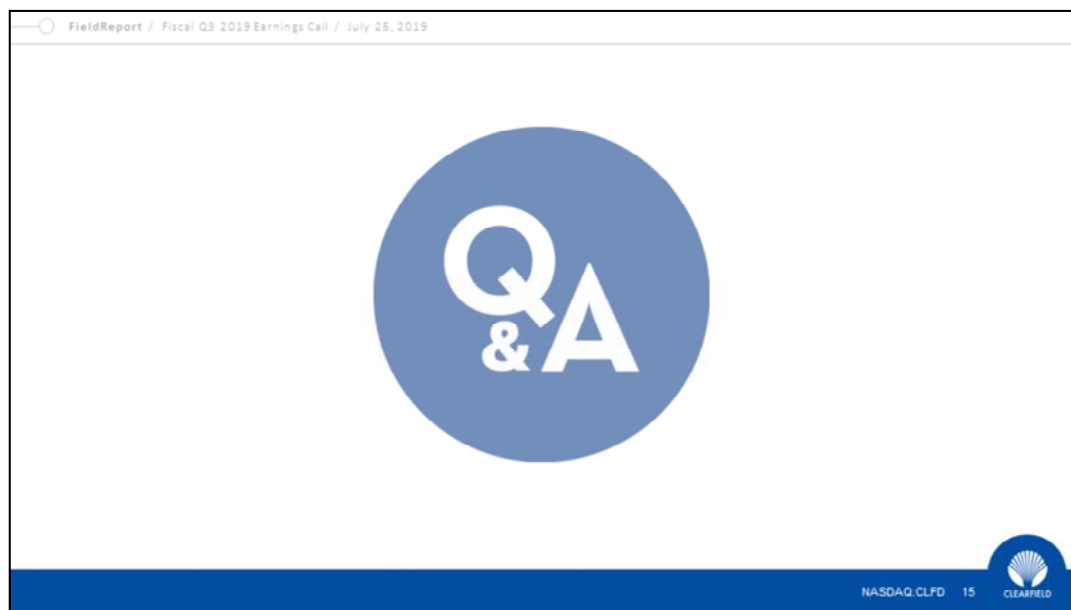 FieldReport / Fiscal Q3 2019 Earnings Call / July 25, 2019
Q
&A
NASDAQ:CLFD 15
CLEARFIELD